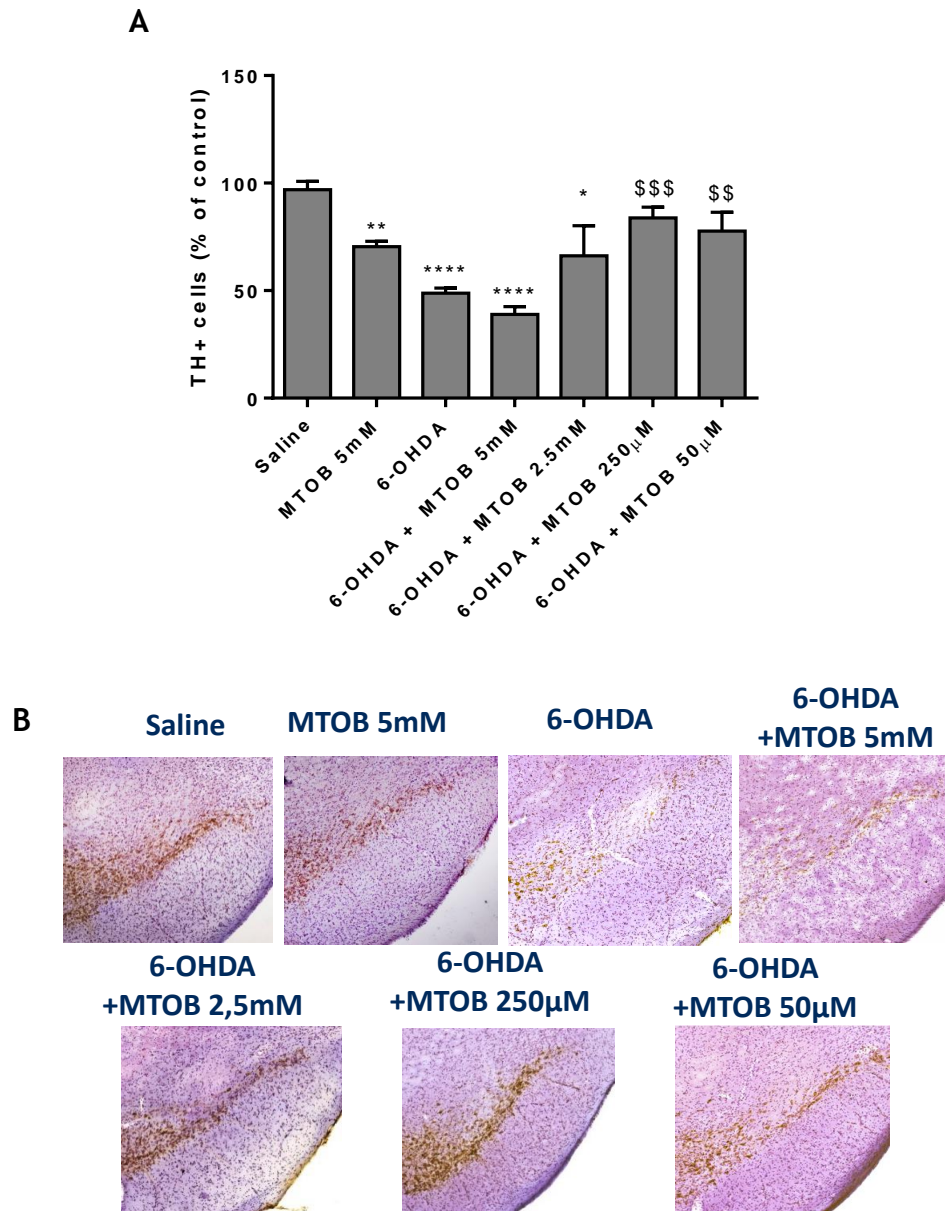 A
TH+ cells (% of control)
150
100
50
0
**
****
****
*
$$$
$$
Saline
MTOB 5mM
6-OHDA
6-OHDA + MTOB 5mM
6-OHDA + MTOB 2.5mM
6-OHDA + MTOB 250μM
6-OHDA + MTOB 50μM
B
Saline
MTOB 5mM
6-OHDA
6-OHDA
+MTOB 5mM
6-OHDA
+MTOB 2,5mM
6-OHDA
+MTOB 250μM
6-OHDA
+MTOB 50μM